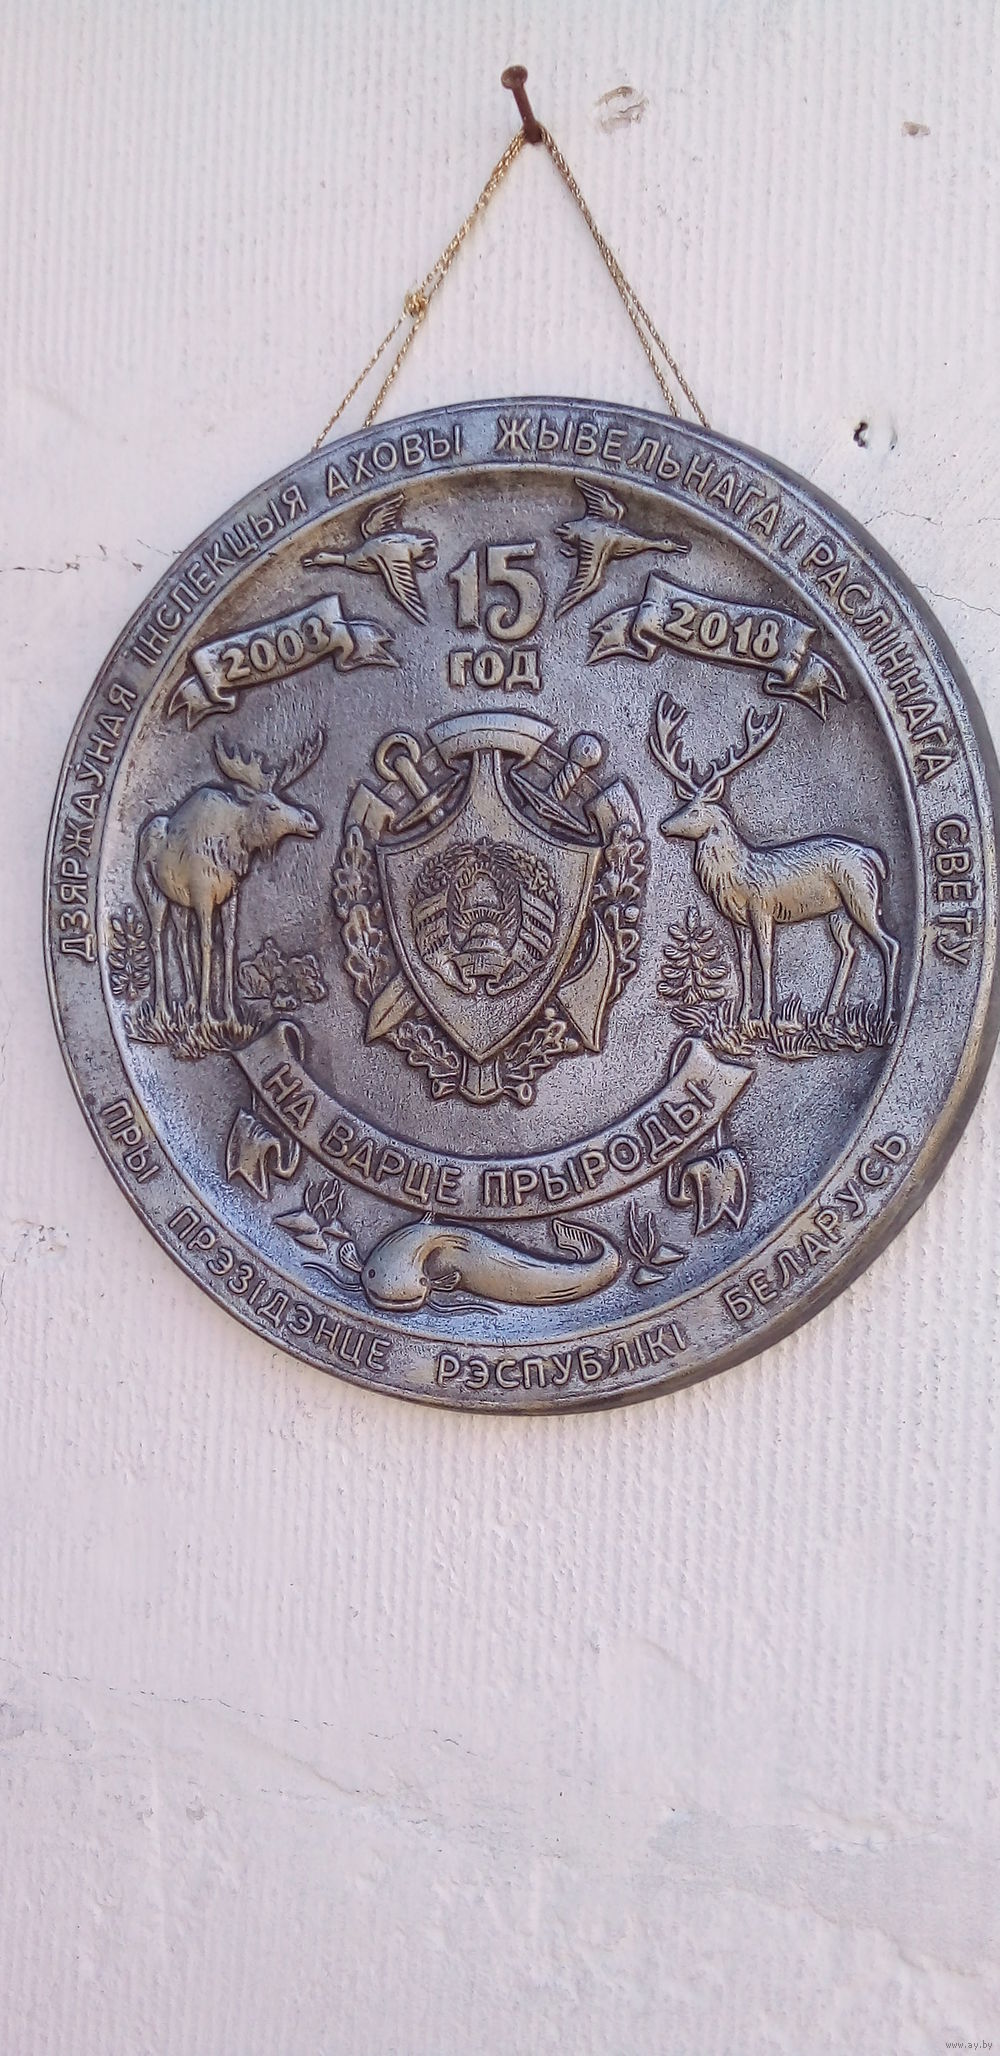 ДЗЯРЖАЎНАЯ ІНСПЕКЦЫЯ АХОВЫ ЖЫВЕЛЬНАГА І РАСЛІННАГА СВЕТУ
15
ГОД
2003
2018
НА ВАРЦЕ ПРЫРОДЫ
ПРЫ ПРЭЗІДЭНЦЕ РЭСПУБЛІКІ БЕЛАРУСЬ
www.ay.by